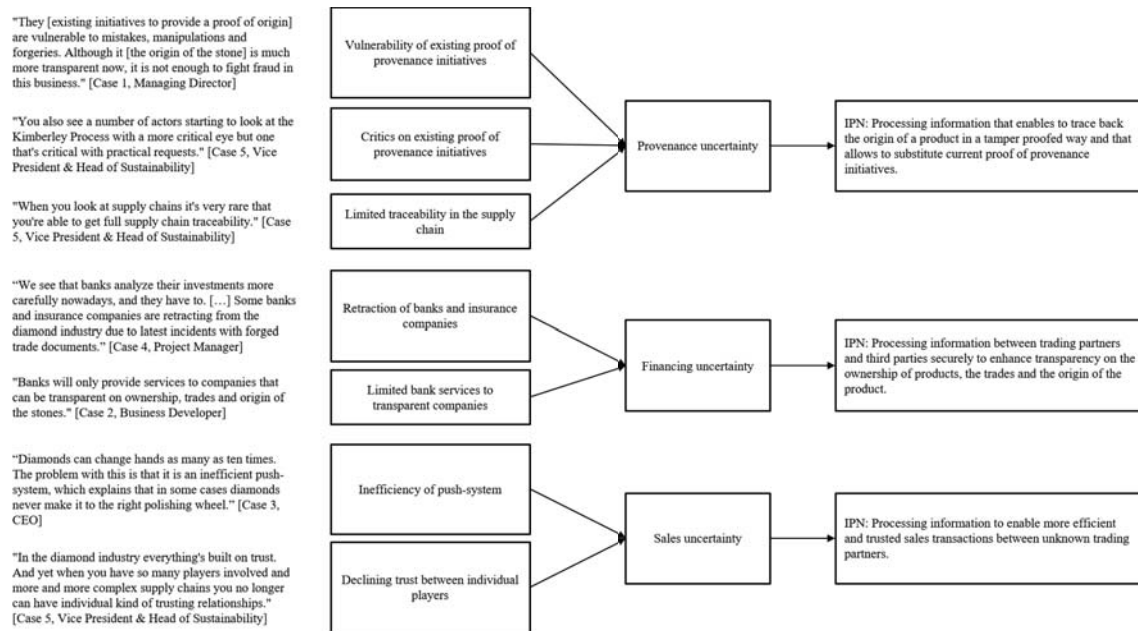 "They [existing initiatives to provide a proof of origin]
are vulnerable to mistakes, manipulations and
forgeries. Although it [the origin of the stone] is much
more transparent now, it is not enough to fight fraud in
this business." [Case 1, Managing Director]
Vulnerability of existing proof of
provenance initiatives
"You also see a number of actors starting to look at the
Kimberley Process with a more critical eye but one
that's critical with practical requests." [Case 5, Vice
President & Head of Sustainability]
Critics on existing proof of
provenance initiatives
Provenance uncertainty
IPN: Processing information that enables to trace back
the origin of a product in a tamper proofed way and that
allows to substitute current proof of provenance
initiatives.
"When you look at supply chains it's very rare that
you're able to get full supply chain traceability." [Case
5, Vice President & Head of Sustainability]
Limited traceability in the supply
chain
“We see that banks analyze their investments more
carefully nowadays, and they have to. […] Some banks
and insurance companies are retracting from the
diamond industry due to latest incidents with forged
trade documents.” [Case 4, Project Manager]
Retraction of banks and insurance
companies
Financing uncertainty
IPN: Processing information between trading partners
and third parties securely to enhance transparency on the
ownership of products, the trades and the origin of the
product.
"Banks will only provide services to companies that
can be transparent on ownership, trades and origin of
the stones." [Case 2, Business Developer]
Limited bank services to
transparent companies
“Diamonds can change hands as many as ten times.
The problem with this is that it is an inefficient push-
system, which explains that in some cases diamonds
never make it to the right polishing wheel.” [Case 3,
CEO]
Inefficiency of push-system
Sales uncertainty
IPN: Processing information to enable more efficient
and trusted sales transactions between unknown trading
partners.
"In the diamond industry everything's built on trust.
And yet when you have so many players involved and
more and more complex supply chains you no longer
can have individual kind of trusting relationships."
[Case 5, Vice President & Head of Sustainability]
Declining trust between individual
players